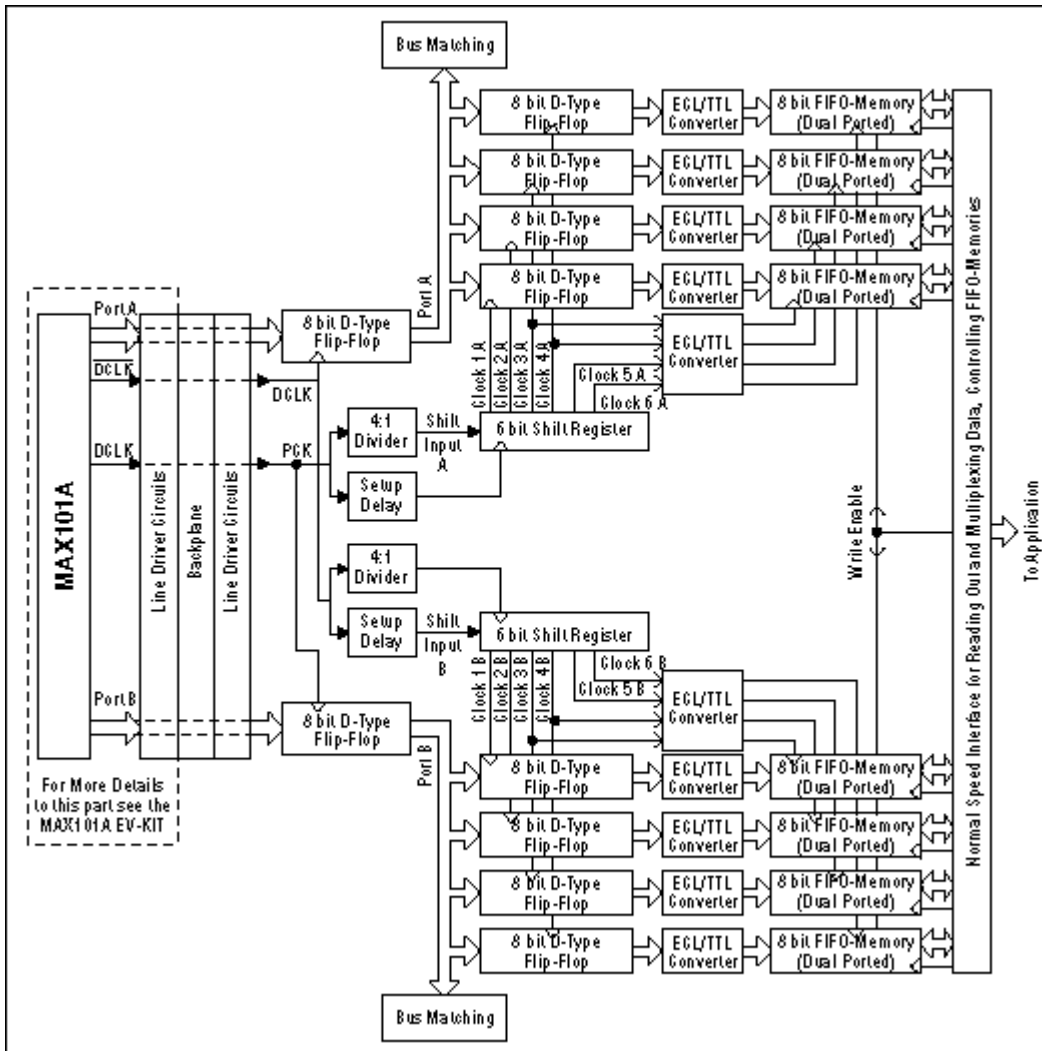 Bus Matching
8 bit D-Type
Flip-Flop
ECL/TTL
Converter
8 bit FIFO-Memory
(Dual Ported)
8 bit D-Type
Flip-Flop
ECL/TTL
Converter
8 bit FIFO-Memory
(Dual Ported)
8 bit D-Type
Flip-Flop
ECL/TTL
Converter
8 bit FIFO-Memory
(Dual Ported)
8 bit D-Type
Flip-Flop
ECL/TTL
Converter
8 bit FIFO-Memory
(Dual Ported)
Port A
Port A
8 bit D-Type
Flip-Flop
DCLK
DCLK
Clock 1 A
Clock 2 A
Clock 3 A
Clock 4 A
ECL/TTL
Converter
Clock 5 A
Clock 6 A
4:1
Divider
Shift
Input
A
6 bit Shift Register
DCLK
PCK
Setup
Delay
MAX101A
Line Driver Circuits
Backplane
Line Driver Circuits
Write Enable
Normal Speed Interface for Reading Out and Multiplexing Data, Controlling FIFO-Memories
To Application
4:1
Divider
Setup
Delay
Shift
Input
B
6 bit Shift Register
Clock 1 B
Clock 2 B
Clock 3 B
Clock 4 B
Clock 6 B
Clock 5 B
ECL/TTL
Converter
Port B
8 bit D-Type
Flip-Flop
Port B
For More Details
to this part see the
MAX101A EV-KIT
8 bit D-Type
Flip-Flop
ECL/TTL
Converter
8 bit FIFO-Memory
(Dual Ported)
8 bit D-Type
Flip-Flop
ECL/TTL
Converter
8 bit FIFO-Memory
(Dual Ported)
8 bit D-Type
Flip-Flop
ECL/TTL
Converter
8 bit FIFO-Memory
(Dual Ported)
8 bit D-Type
Flip-Flop
ECL/TTL
Converter
8 bit FIFO-Memory
(Dual Ported)
Bus Matching